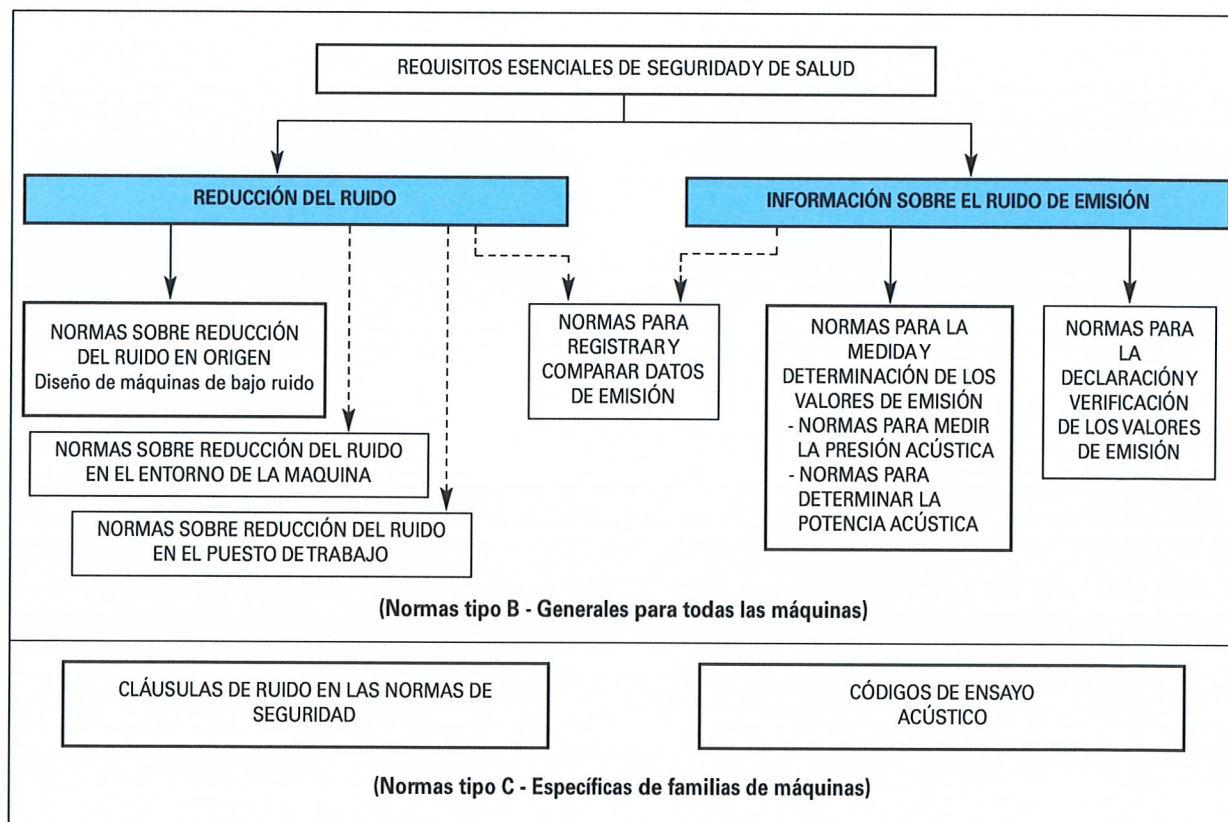 REQUISITOS ESENCIALES DE SEGURIDAD Y DE SALUD
REDUCCIÓN DEL RUIDO
INFORMACIÓN SOBRE EL RUIDO DE EMISIÓN
NORMAS SOBRE REDUCCIÓN
DEL RUIDO EN ORIGEN
Diseño de máquinas de bajo ruido
NORMAS SOBRE REDUCCIÓN DEL RUIDO
EN EL ENTORNO DE LA MAQUINA
NORMAS SOBRE REDUCCIÓN DEL RUIDO
EN EL PUESTO DE TRABAJO
NORMAS PARA
REGISTRAR Y
COMPARAR DATOS
DE EMISIÓN
NORMAS PARA LA
MEDIDA Y
DETERMINACIÓN DE LOS
VALORES DE EMISIÓN
- NORMAS PARA MEDIR
LA PRESIÓN ACÚSTICA
- NORMAS PARA
DETERMINAR LA
POTENCIA ACÚSTICA
NORMAS PARA
LA
DECLARACIÓN Y
VERIFICACIÓN
DE LOS VALORES
DE EMISIÓN
(Normas tipo B - Generales para todas las máquinas)
CLÁUSULAS DE RUIDO EN LAS NORMAS DE
SEGURIDAD
CÓDIGOS DE ENSAYO
ACÚSTICO
(Normas tipo C - Específicas de familias de máquinas)